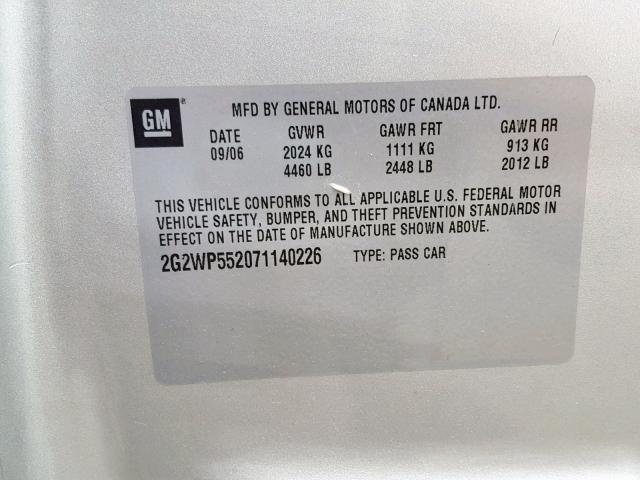 GM
MFD BY GENERAL MOTORS OF CANADA LTD.
DATE GVWR GAWR FRT GAWR RR
09/06 2024 KG 1111 KG 913 KG
4460 LB 2448 LB 2012 LB
THIS VEHICLE CONFORMS TO ALL APPLICABLE U.S. FEDERAL MOTOR
VEHICLE SAFETY, BUMPER, AND THEFT PREVENTION STANDARDS IN
EFFECT ON THE DATE OF MANUFACTURE SHOWN ABOVE.
2G2WP552071140226 TYPE: PASS CAR